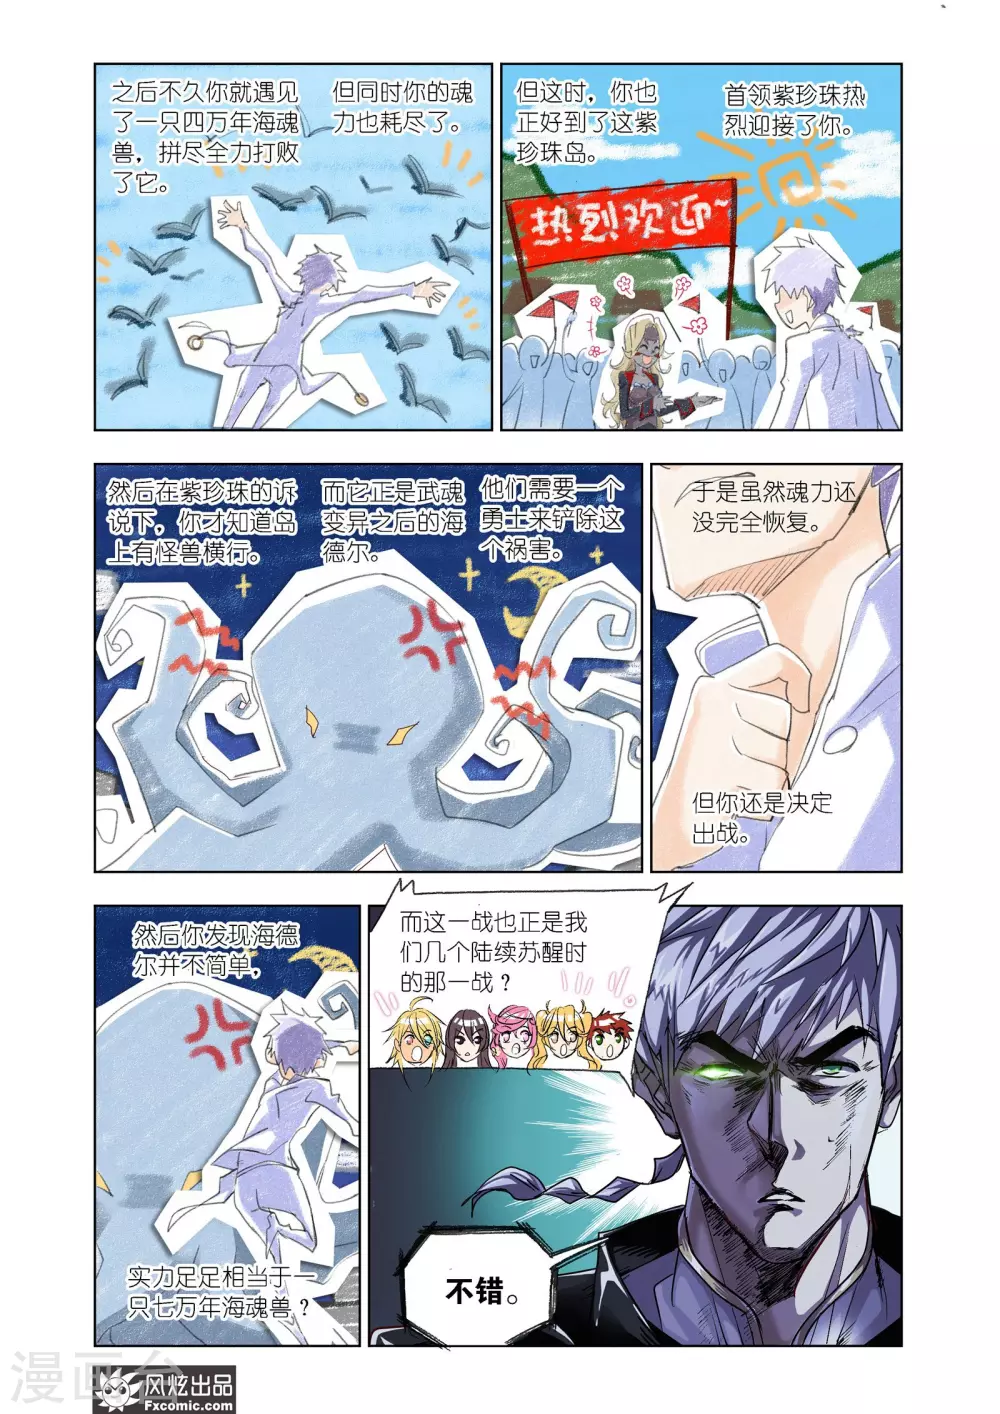 之后不久你就遇见
了一只四万年海魂
兽，拼尽全力打败
了它。
但同时你的魂
力也耗尽了。
但这时，你也
正好到了这紫
珍珠岛。
首领紫珍珠热
烈迎接了你。
热烈欢迎~
然后在紫珍珠的诉
说下，你才知道岛
上有怪兽横行。
而它正是武魂
变异之后的海
德尔。
他们需要一个
勇士来铲除这
个祸害。
于是虽然魂力还
没完全恢复。
但你还是决定
出战。
然后你发现海德
尔并不简单，
实力足足相当于一
只七万年海魂兽？
而这一战也正是我
们几个陆续苏醒时
的那一战？
不错。
漫画台
风炫出品
Fxcomic.com